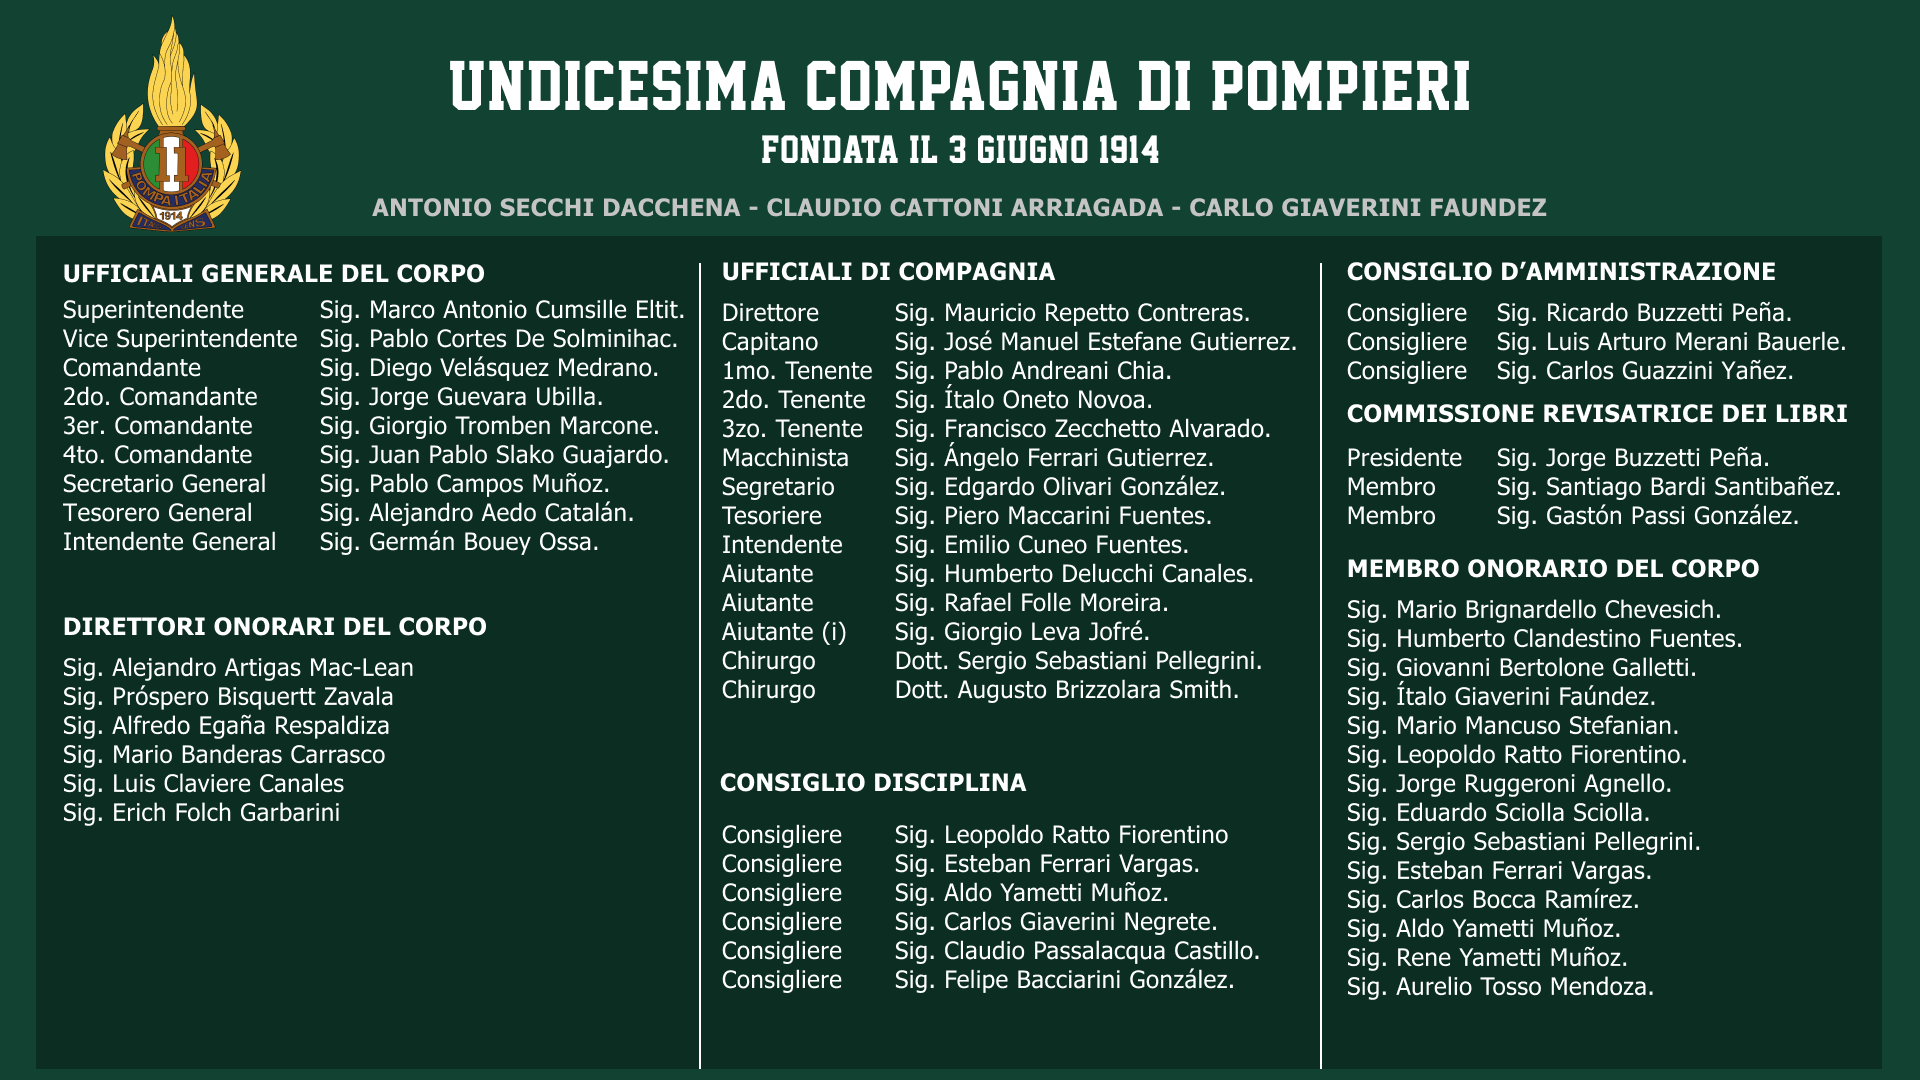 UNDICESIMA COMPAGNIA DI POMPIERI
FONDATA IL 3 GIUGNO 1914
ANTONIO SECCHI DACCHENA - CLAUDIO CATTONI ARRIAGADA - CARLO GIAVERINI FAUNDEZ
11
POMPA ITALIA
1914
UFFICIALI GENERALE DEL CORPO
Superintendente Sig. Marco Antonio Cumsille Eltit.
Vice Superintendente Sig. Pablo Cortes De Solminihac.
Comandante Sig. Diego Velásquez Medrano.
2do. Comandante Sig. Jorge Guevara Ubilla.
3er. Comandante Sig. Giorgio Tromben Marcone.
4to. Comandante Sig. Juan Pablo Slako Guajardo.
Secretario General Sig. Pablo Campos Muñoz.
Tesorero General Sig. Alejandro Aedo Catalán.
Intendente General Sig. Germán Bouey Ossa.
DIRETTORI ONORARI DEL CORPO
Sig. Alejandro Artigas Mac-Lean
Sig. Próspero Bisquertt Zavala
Sig. Alfredo Egaña Respaldiza
Sig. Mario Banderas Carrasco
Sig. Luis Claviere Canales
Sig. Erich Folch Garbarini
UFFICIALI DI COMPAGNIA
Direttore Sig. Mauricio Repetto Contreras.
Capitano Sig. José Manuel Estefane Gutierrez.
1mo. Tenente Sig. Pablo Andreani Chia.
2do. Tenente Sig. Ítalo Oneto Novoa.
3zo. Tenente Sig. Francisco Zecchetto Alvarado.
Macchinista Sig. Ángelo Ferrari Gutierrez.
Segretario Sig. Edgardo Olivari González.
Tesoriere Sig. Piero Maccarini Fuentes.
Intendente Sig. Emilio Cuneo Fuentes.
Aiutante Sig. Humberto Delucchi Canales.
Aiutante Sig. Rafael Folle Moreira.
Aiutante (i) Sig. Giorgio Leva Jofré.
Chirurgo Dott. Sergio Sebastiani Pellegrini.
Chirurgo Dott. Augusto Brizzolara Smith.
CONSIGLIO DISCIPLINA
Consigliere Sig. Leopoldo Ratto Fiorentino
Consigliere Sig. Esteban Ferrari Vargas.
Consigliere Sig. Aldo Yametti Muñoz.
Consigliere Sig. Carlos Giaverini Negrete.
Consigliere Sig. Claudio Passalacqua Castillo.
Consigliere Sig. Felipe Bacciarini González.
CONSIGLIO D’AMMINISTRAZIONE
Consigliere Sig. Ricardo Buzzetti Peña.
Consigliere Sig. Luis Arturo Merani Bauerle.
Consigliere Sig. Carlos Guazzini Yañez.
COMMISSIONE REVISATRICE DEI LIBRI
Presidente Sig. Jorge Buzzetti Peña.
Membro Sig. Santiago Bardi Santibañez.
Membro Sig. Gastón Passi González.
MEMBRO ONORARIO DEL CORPO
Sig. Mario Brignardello Chevesich.
Sig. Humberto Clandestino Fuentes.
Sig. Giovanni Bertolone Galletti.
Sig. Ítalo Giaverini Faúndez.
Sig. Mario Mancuso Stefanian.
Sig. Leopoldo Ratto Fiorentino.
Sig. Jorge Ruggeroni Agnello.
Sig. Eduardo Sciolla Sciolla.
Sig. Sergio Sebastiani Pellegrini.
Sig. Esteban Ferrari Vargas.
Sig. Carlos Bocca Ramírez.
Sig. Aldo Yametti Muñoz.
Sig. Rene Yametti Muñoz.
Sig. Aurelio Tosso Mendoza.